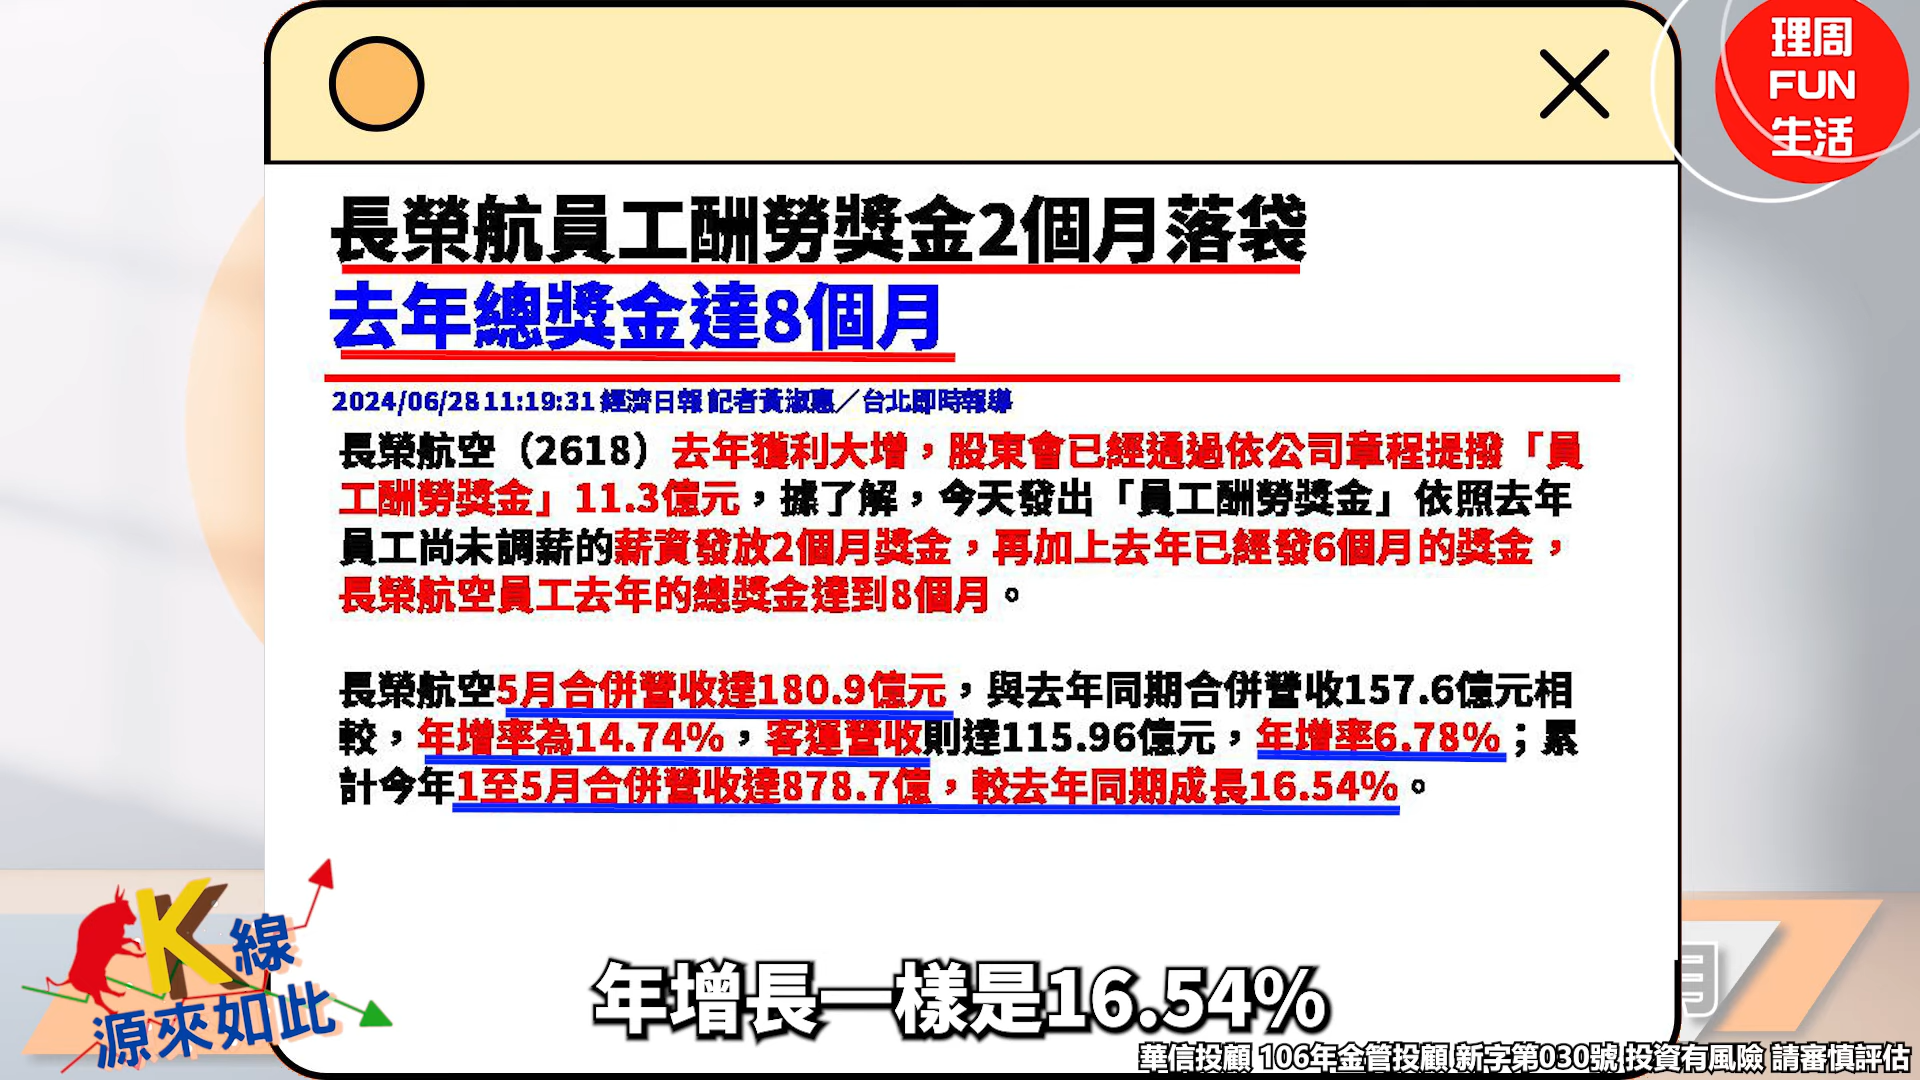 理周
FUN
生活
長榮航員工酬勞獎金2個月落袋
去年總獎金達8個月
2024/06/28 11:19:31 經濟日報 記者黃淑惠／台北即時報導
長榮航空（2618）去年獲利大增，股東會已經通過依公司章程提撥「員
工酬勞獎金」11.3億元，據了解，今天發出「員工酬勞獎金」依照去年
員工尚未調薪的薪資發放2個月獎金，再加上去年已經發6個月的獎金，
長榮航空員工去年的總獎金達到8個月。
長榮航空5月合併營收達180.9億元，與去年同期合併營收157.6億元相
較，年增率為14.74%，客運營收則達115.96億元，年增率6.78%；累
計今年1至5月合併營收達878.7億，較去年同期成長16.54%。
K線
源來如此
月
年增長一樣是16.54%
華信投顧 106年金管投顧 新字第030號 投資有風險 請審慎評估